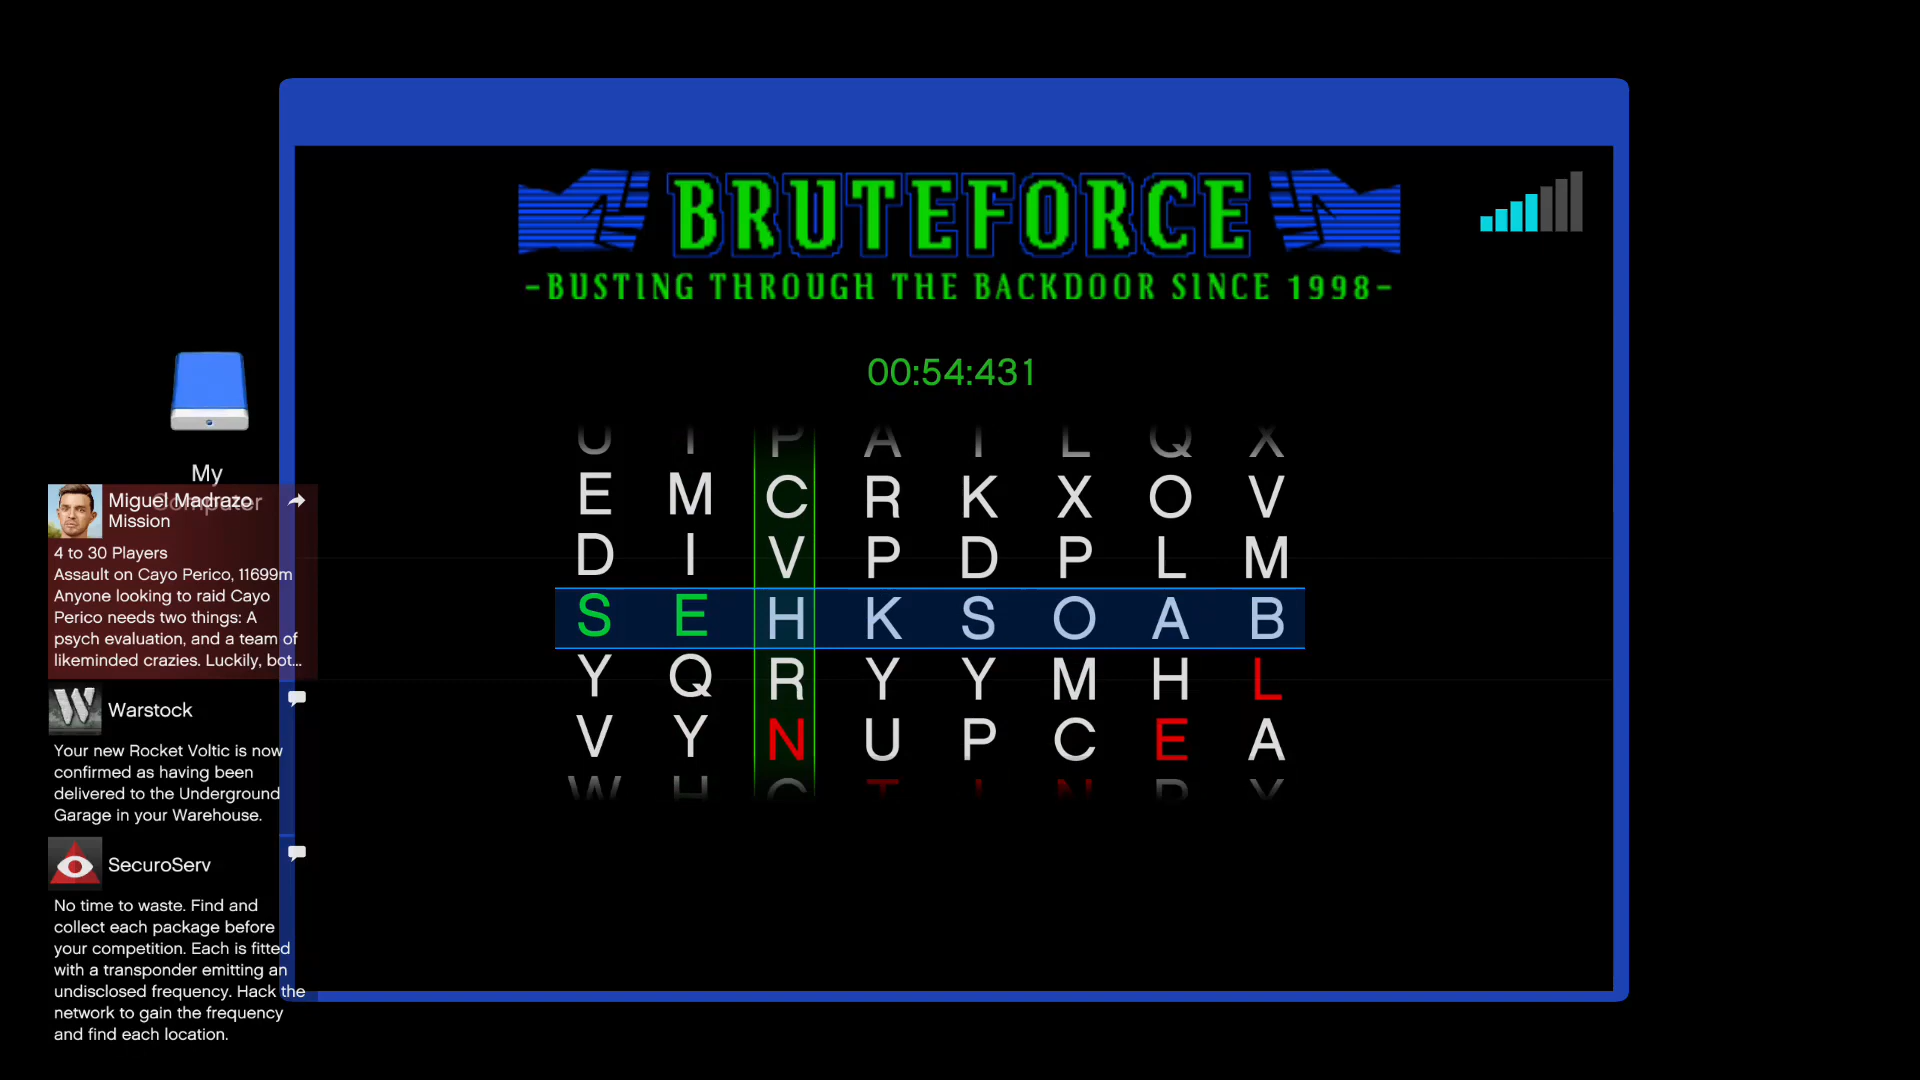 BRUTEFORCE
-BUSTING THROUGH THE BACKDOOR SINCE 1998-
00:54:431
U I P A I L Q X
E M C R K X O V
D I V P D P L M
S E H K S O A B
Y Q R Y Y M H L
V Y N U P C E A
W H T I N Y
My
Computer
Miguel Madrazo
Mission
4 to 30 Players
Assault on Cayo Perico, 11699m
Anyone looking to raid Cayo
Perico needs two things: A
psych evaluation, and a team of
likeminded crazies. Luckily, bot...
Warstock
Your new Rocket Voltic is now
confirmed as having been
delivered to the Underground
Garage in your Warehouse.
SecuroServ
No time to waste. Find and
collect each package before
your competition. Each is fitted
with a transponder emitting an
undisclosed frequency. Hack the
network to gain the frequency
and find each location.